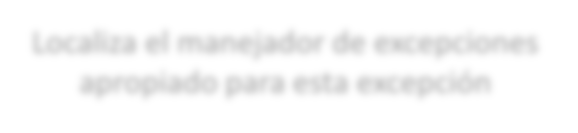 Localiza el manejador de excepciones
apropiado para esta excepción